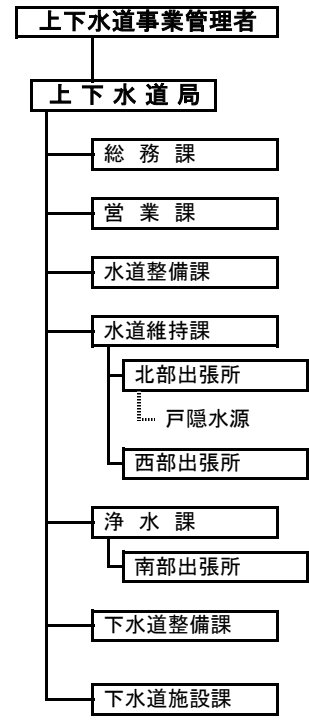 上下水道事業管理者
上下水道局
総務課
営業課
水道整備課
水道維持課
北部出張所
戸隠水源
西部出張所
浄水課
南部出張所
下水道整備課
下水道施設課